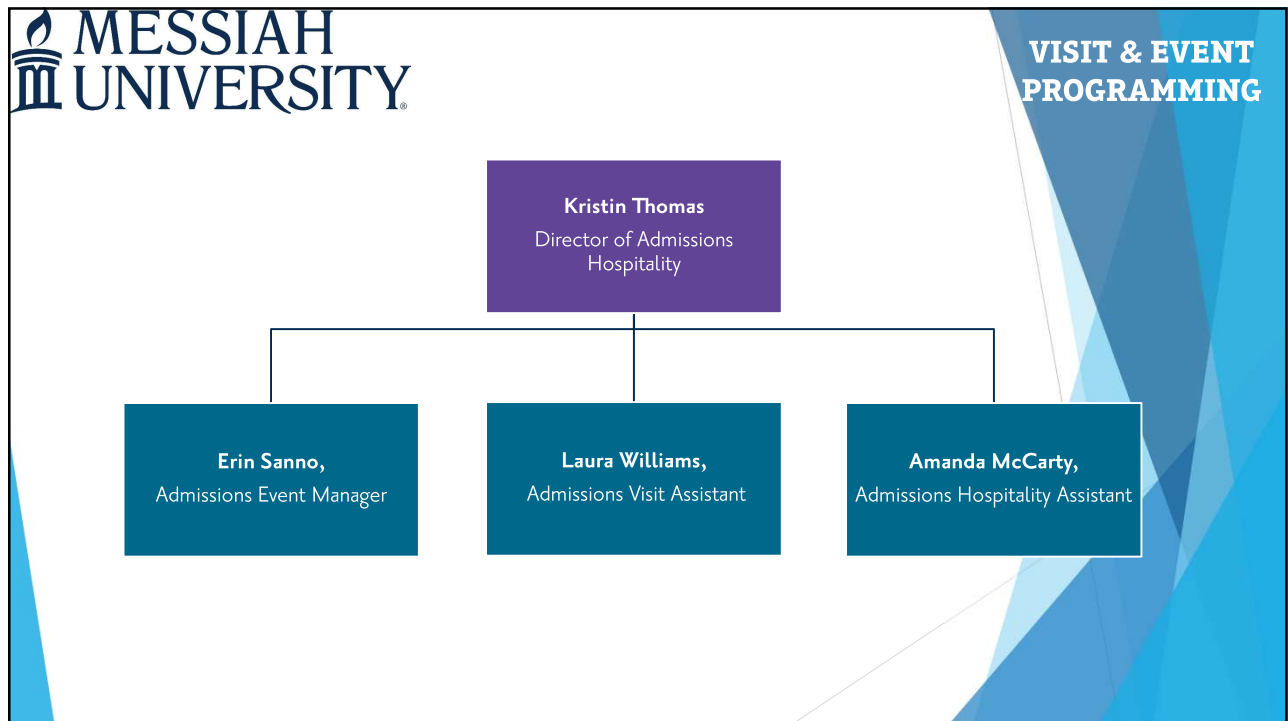 MESSIAH
UNIVERSITY®
VISIT & EVENT
PROGRAMMING
Kristin Thomas
Director of Admissions
Hospitality
Erin Sanno,
Admissions Event Manager
Laura Williams,
Admissions Visit Assistant
Amanda McCarty,
Admissions Hospitality Assistant